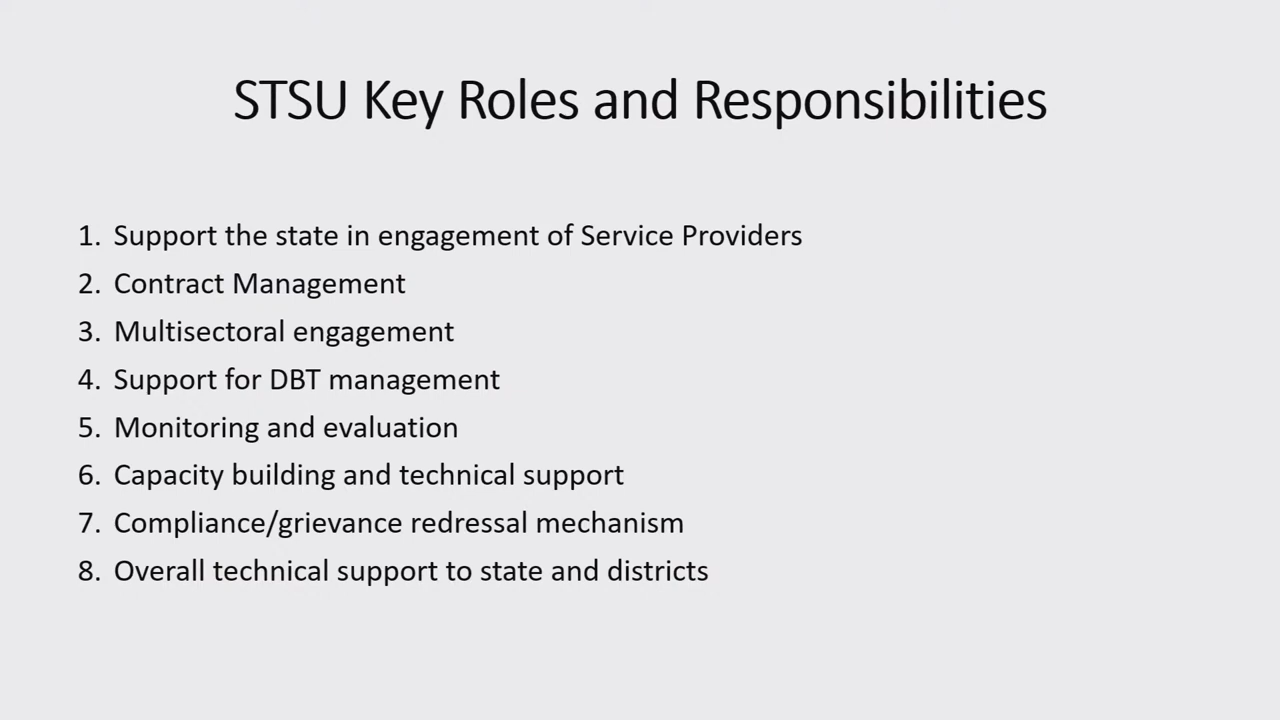 STSU Key Roles and Responsibilities
1. Support the state in engagement of Service Providers
2. Contract Management
3. Multisectoral engagement
4. Support for DBT management
5. Monitoring and evaluation
6. Capacity building and technical support
7. Compliance/grievance redressal mechanism
8. Overall technical support to state and districts